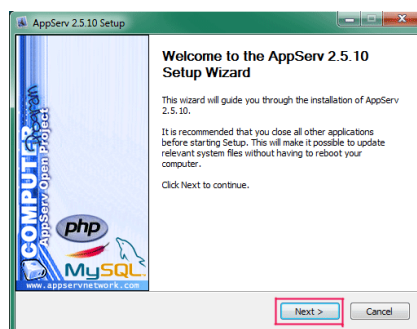 AppServ 2.5.10 Setup
Welcome to the AppServ 2.5.10
Setup Wizard
This wizard will guide you through the installation of AppServ
2.5.10.
It is recommended that you close all other applications
before starting Setup. This will make it possible to update
relevant system files without having to reboot your
computer.
Click Next to continue.
COMPUTER
Program
AppServ Open Project
php
MySQL
www.appservnetwork.com
Next >
Cancel